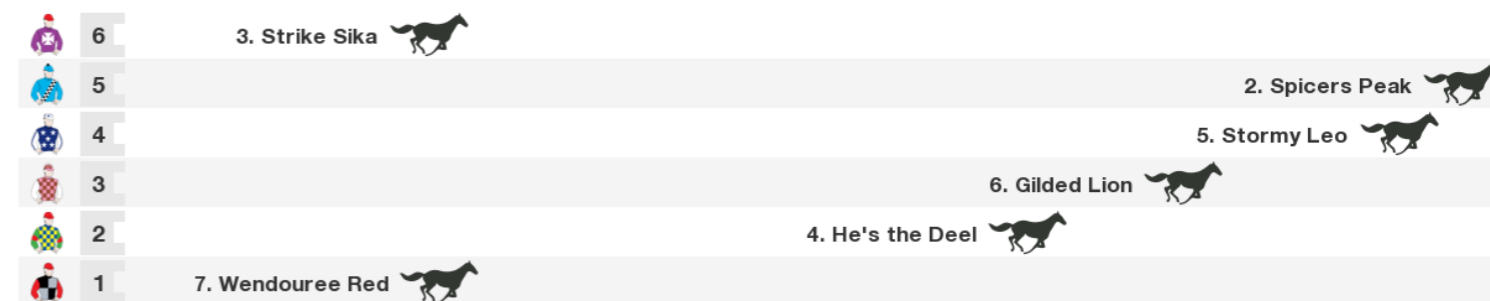 6 3. Strike Sika
5 2. Spicers Peak
4 5. Stormy Leo
3 6. Gilded Lion
2 4. He's the Deel
1 7. Wendouree Red